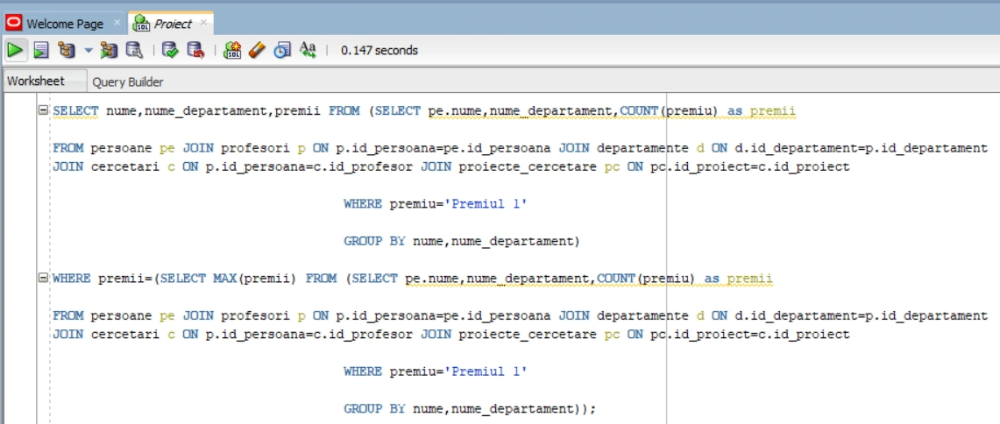 Welcome Page
Proiect
0.147 seconds
Worksheet
Query Builder
SELECT nume,nume_departament,premii FROM (SELECT pe.nume,nume_departament,COUNT(premiu) as premii
FROM persoane pe JOIN profesori p ON p.id_persoana=pe.id_persoana JOIN departamente d ON d.id_departament=p.id_departament
JOIN cercetari c ON p.id_persoana=c.id_profesor JOIN proiecte_cercetare pc ON pc.id_proiect=c.id_proiect
WHERE premiu='Premiul 1'
GROUP BY nume,nume_departament)
WHERE premii=(SELECT MAX(premii) FROM (SELECT pe.nume,nume_departament,COUNT(premiu) as premii
FROM persoane pe JOIN profesori p ON p.id_persoana=pe.id_persoana JOIN departamente d ON d.id_departament=p.id_departament
JOIN cercetari c ON p.id_persoana=c.id_profesor JOIN proiecte_cercetare pc ON pc.id_proiect=c.id_proiect
WHERE premiu='Premiul 1'
GROUP BY nume,nume_departament));